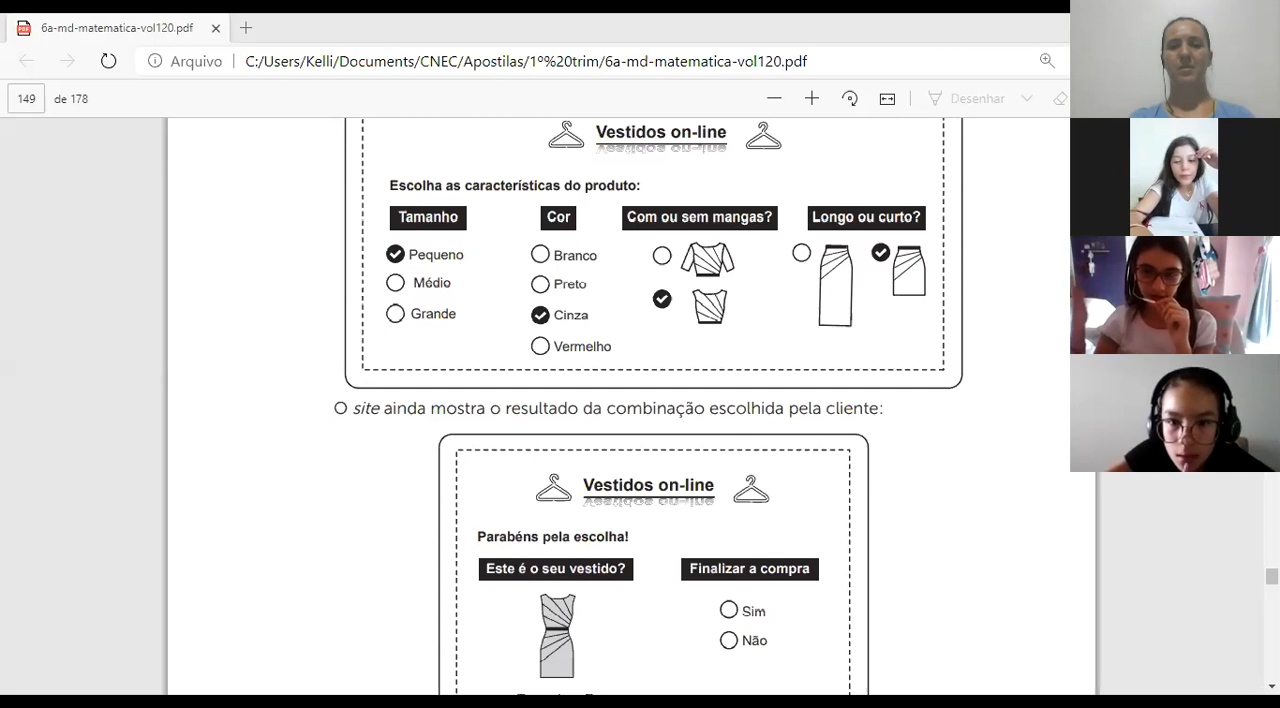 6a-md-matematica-vol120.pdf
Arquivo
C:/Users/Kelli/Documents/CNEC/Apostilas/1º%20trim/6a-md-matematica-vol120.pdf
149 de 178
Desenhar
Vestidos on-line
Escolha as características do produto:
Tamanho Cor Com ou sem mangas? Longo ou curto?
Pequeno Branco
Médio Preto
Grande Cinza
Vermelho
O site ainda mostra o resultado da combinação escolhida pela cliente:
Vestidos on-line
Parabéns pela escolha!
Este é o seu vestido? Finalizar a compra
Sim
Não